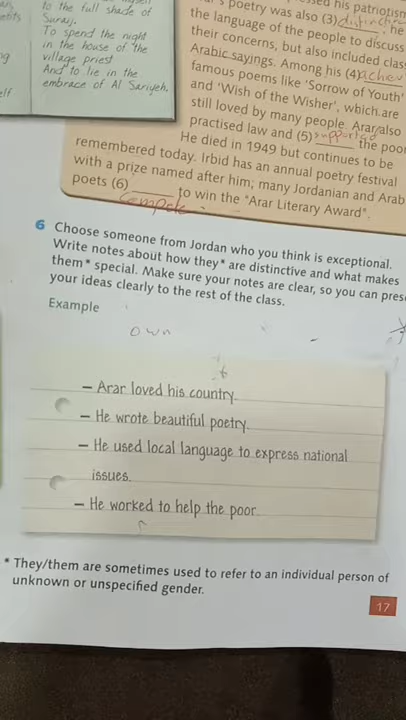 to the full shade of
Saraj.
To spend the night
in the house of the
village priest
And to lie in the
embrace of Al Sariyeh.
his patriotism
poetry was also (3) distinctive; he
the language of the people to discuss
their concerns, but also included
Arabic sayings. Among his (4)
famous poems like 'Sorrow of Youth'
and 'Wish of the Wisher', which are
still loved by many people. Arar also
practised law and (5) supported the poor
He died in 1949 but continues to be
remembered today. Irbid has an annual poetry festival
with a prize named after him; many Jordanian and Arab
poets (6) ______ to win the "Arar Literary Award".
compete
6 Choose someone from Jordan who you think is exceptional.
Write notes about how they* are distinctive and what makes
them* special. Make sure your notes are clear, so you can
your ideas clearly to the rest of the class.
Example
own
– Arar loved his country.
– He wrote beautiful poetry.
– He used local language to express national
issues.
– He worked to help the poor.
* They/them are sometimes used to refer to an individual person of
unknown or unspecified gender.
17